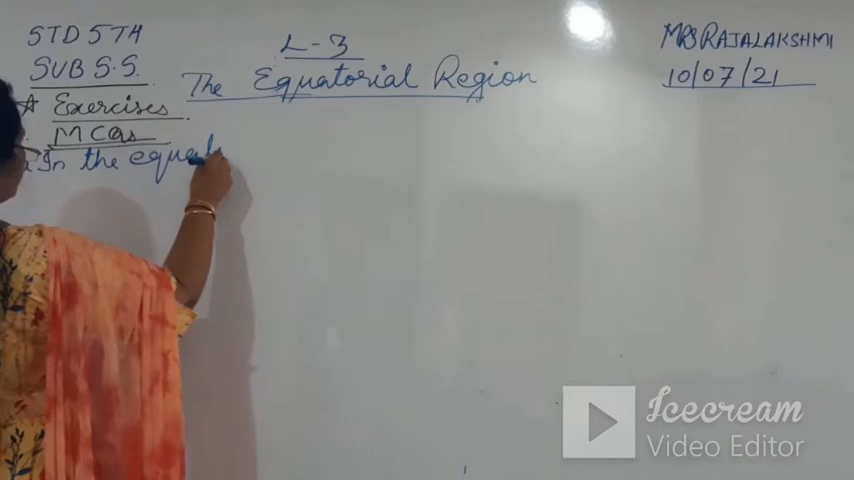 STD 5TH
SUB S.S.
L-3
The Equatorial Region
MRS RAJALAKSHMI
10/07/21
* Exercises
MCQs
In the equat
Icecream
Video Editor